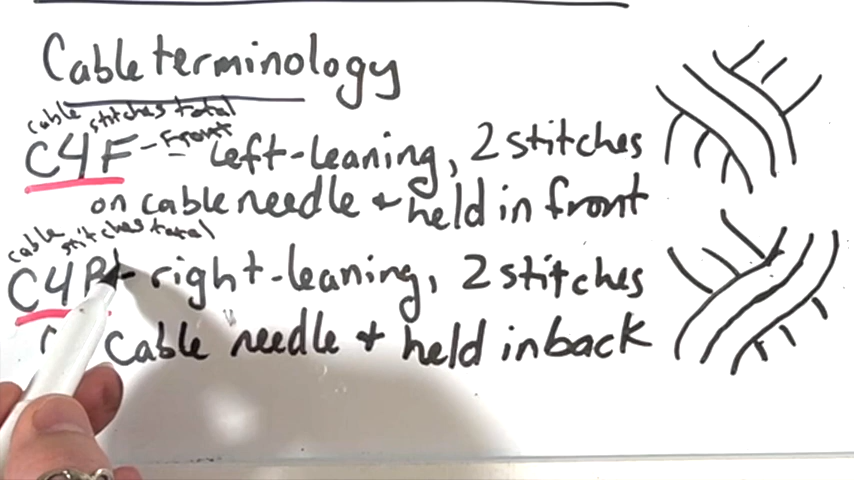 Cable terminology
cable stitches total
C4F - Front left-leaning, 2 stitches
on cable needle + held in front
cable stitches total
C4B right-leaning, 2 stitches
cable needle + held in back